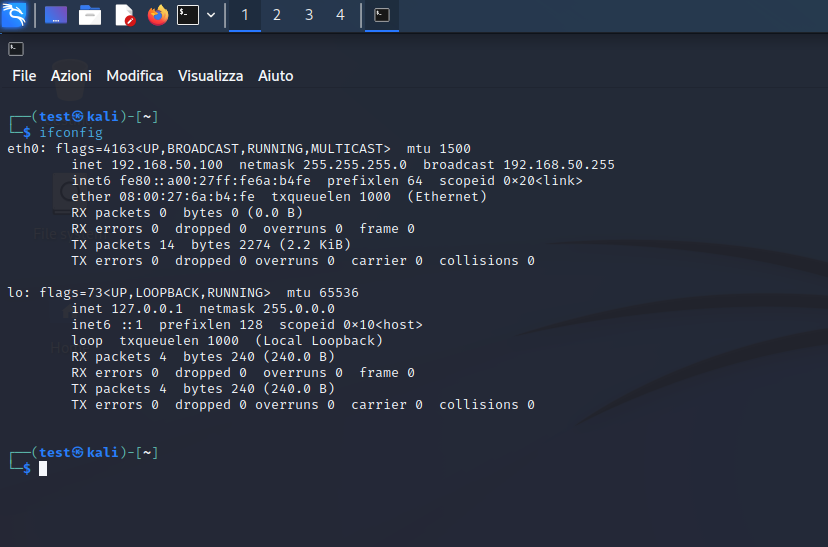 1 2 3 4
File Azioni Modifica Visualizza Aiuto
┌──(test㉿kali)-[~]
└─$ ifconfig
eth0: flags=4163<UP,BROADCAST,RUNNING,MULTICAST>  mtu 1500
        inet 192.168.50.100  netmask 255.255.255.0  broadcast 192.168.50.255
        inet6 fe80::a00:27ff:fe6a:b4fe  prefixlen 64  scopeid 0×20<link>
        ether 08:00:27:6a:b4:fe  txqueuelen 1000  (Ethernet)
        RX packets 0  bytes 0 (0.0 B)
        RX errors 0  dropped 0  overruns 0  frame 0
        TX packets 14  bytes 2274 (2.2 KiB)
        TX errors 0  dropped 0 overruns 0  carrier 0  collisions 0
lo: flags=73<UP,LOOPBACK,RUNNING>  mtu 65536
        inet 127.0.0.1  netmask 255.0.0.0
        inet6 ::1  prefixlen 128  scopeid 0×10<host>
        loop  txqueuelen 1000  (Local Loopback)
        RX packets 4  bytes 240 (240.0 B)
        RX errors 0  dropped 0  overruns 0  frame 0
        TX packets 4  bytes 240 (240.0 B)
        TX errors 0  dropped 0 overruns 0  carrier 0  collisions 0
┌──(test㉿kali)-[~]
└─$